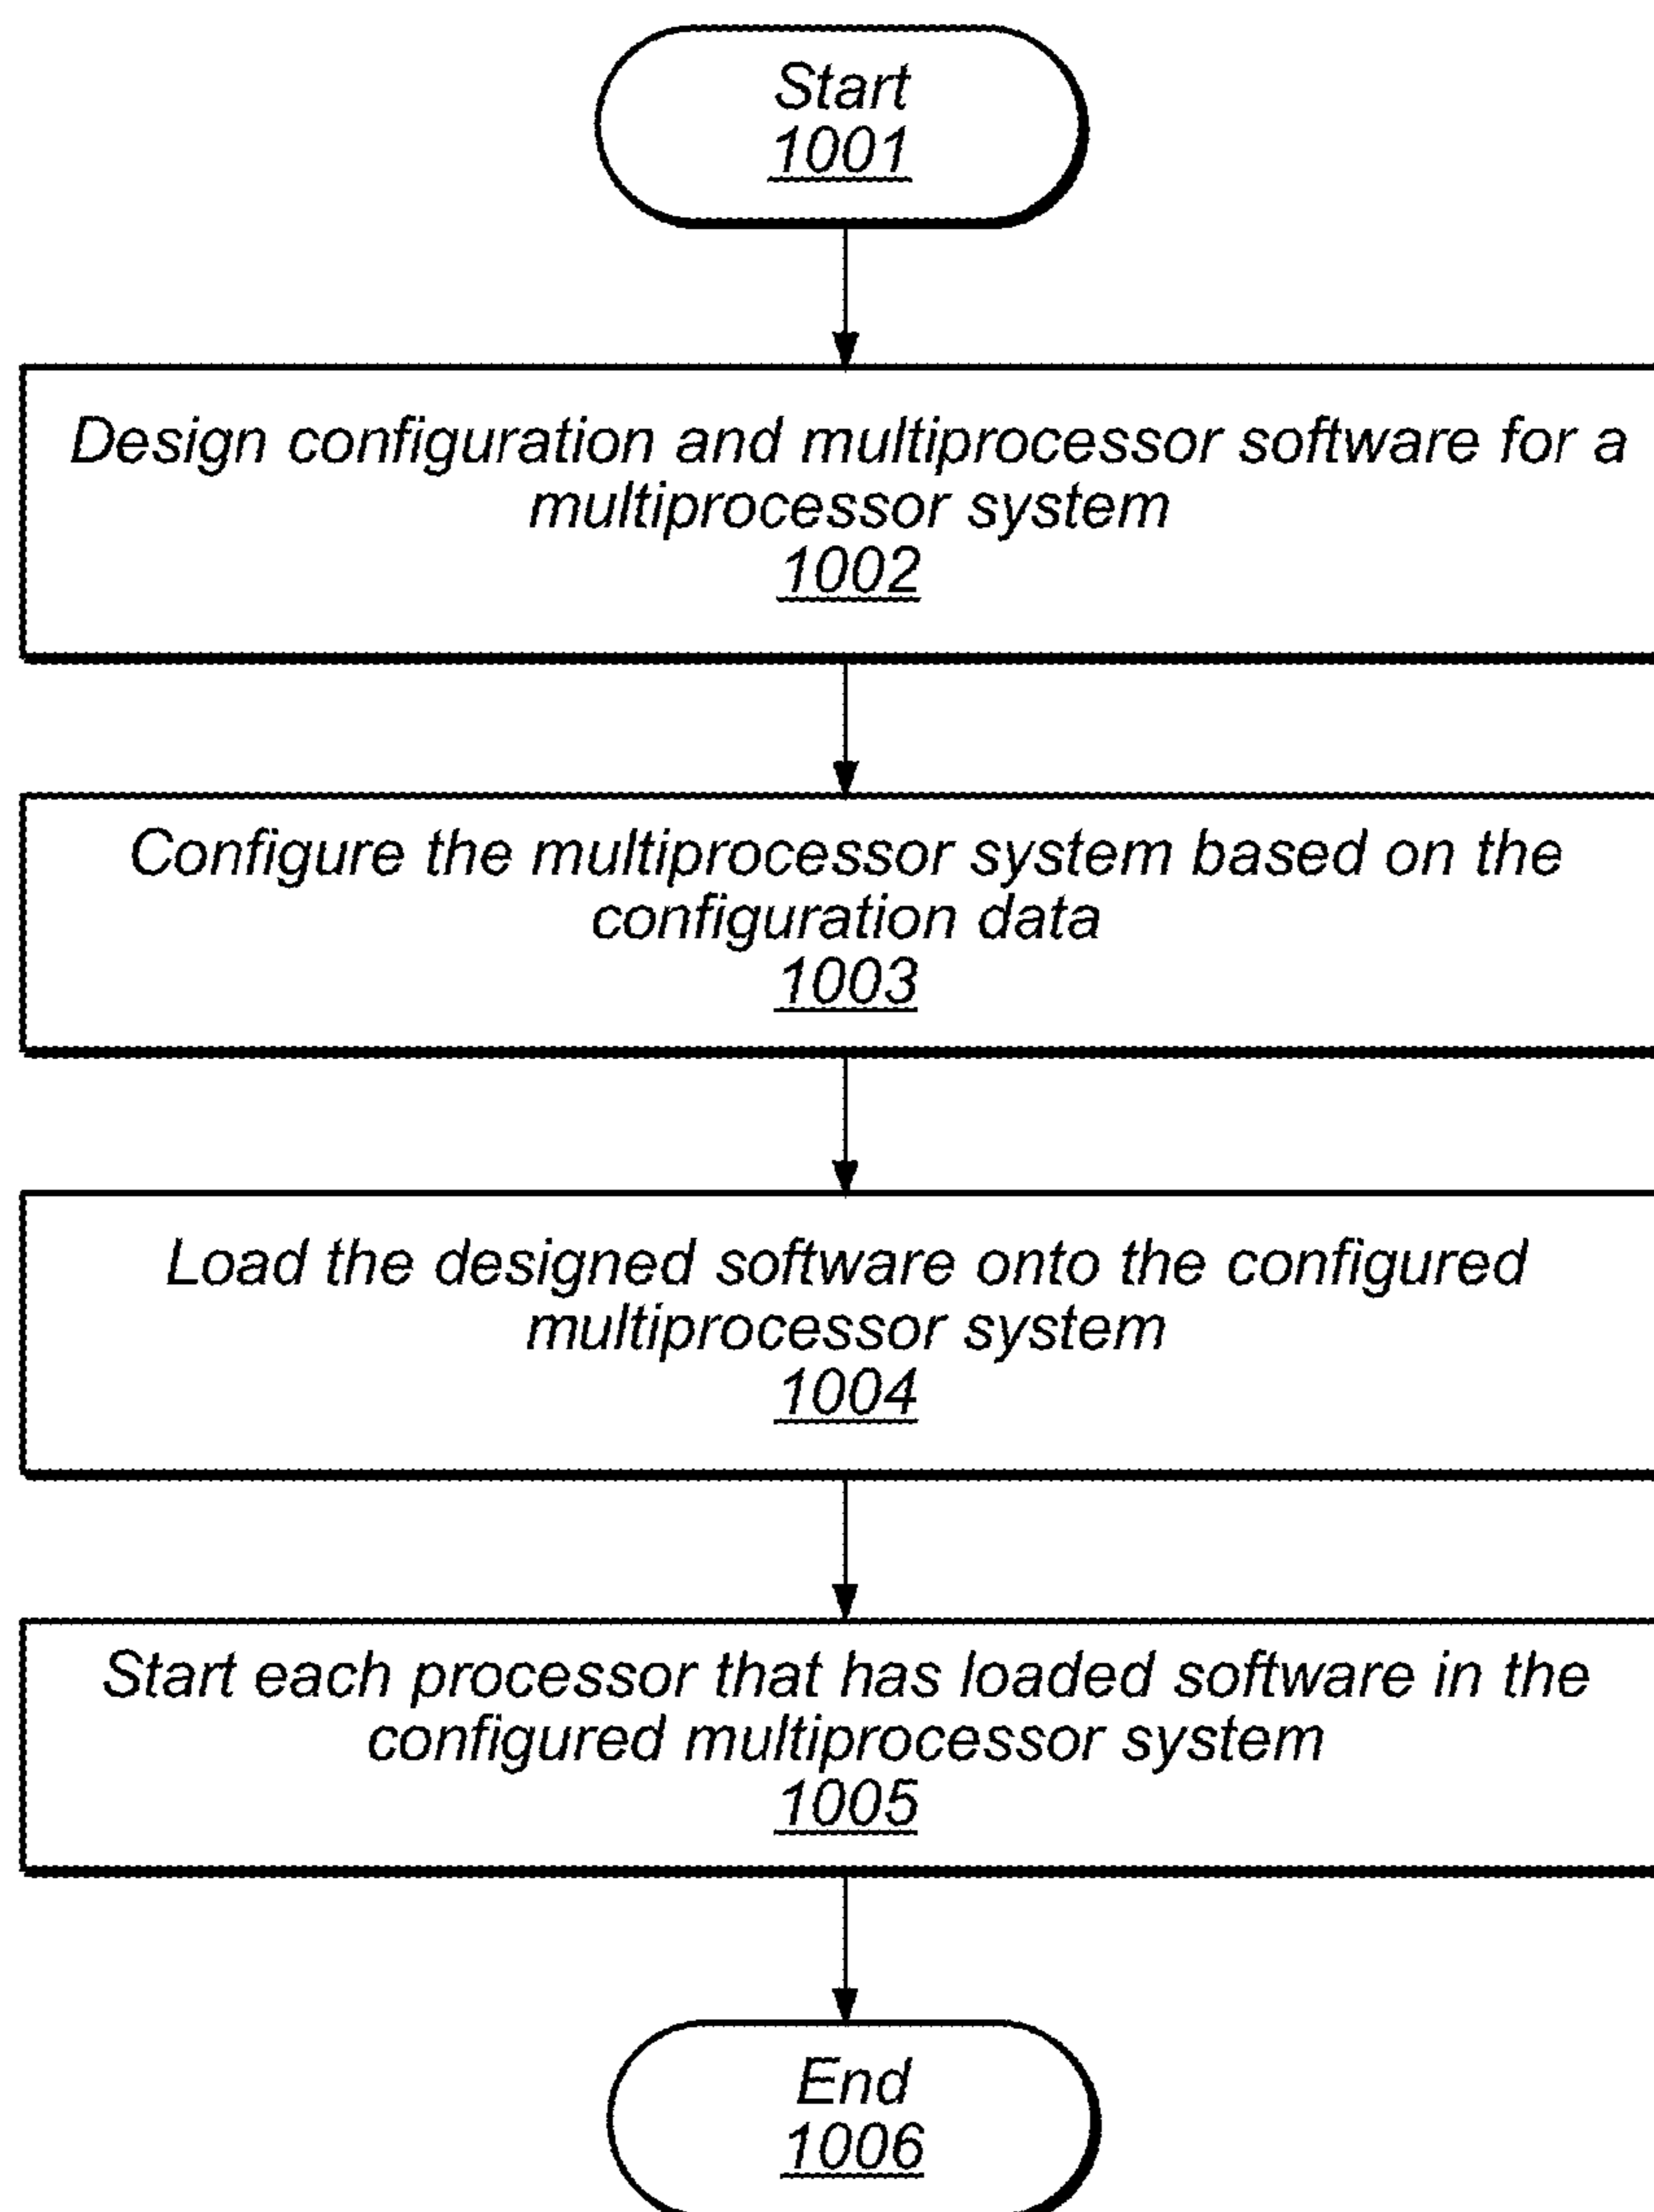 Start
1001
Design configuration and multiprocessor software for a
multiprocessor system
1002
Configure the multiprocessor system based on the
configuration data
1003
Load the designed software onto the configured
multiprocessor system
1004
Start each processor that has loaded software in the
configured multiprocessor system
1005
End
1006